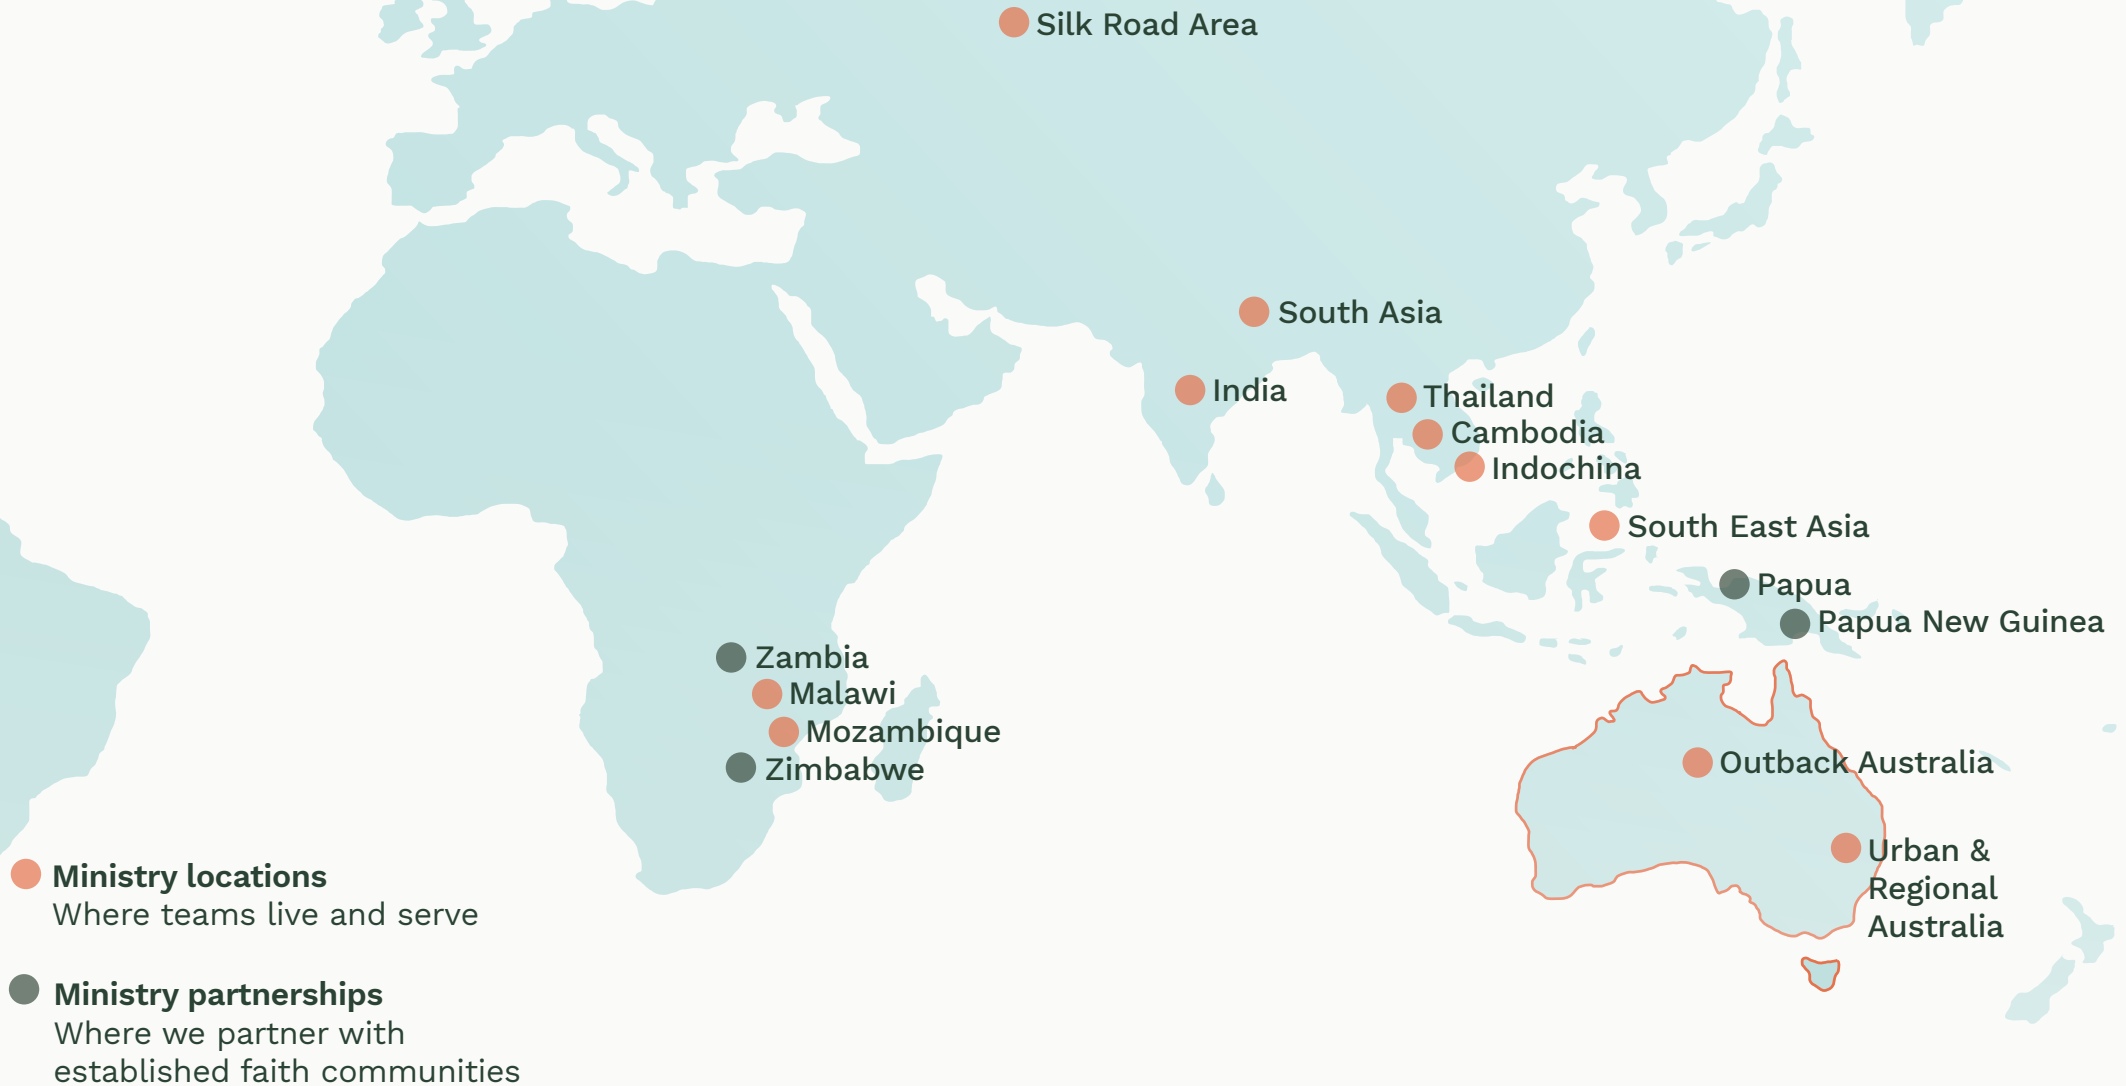 Silk Road Area
South Asia
India
Thailand
Cambodia
Indochina
South East Asia
Papua
Papua New Guinea
Zambia
Malawi
Mozambique
Zimbabwe
Outback Australia
Urban &
Regional
Australia
Ministry locations
Where teams live and serve
Ministry partnerships
Where we partner with
established faith communities